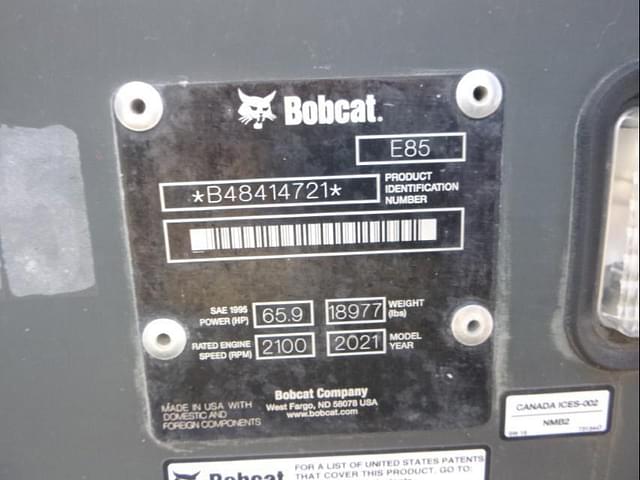 Bobcat.
E85
*B48414721*
PRODUCT
IDENTIFICATION
NUMBER
SAE 1995
POWER (HP)
65.9
18977
WEIGHT
(lbs)
RATED ENGINE
SPEED (RPM)
2100
2021
MODEL
YEAR
Bobcat Company
West Fargo, ND 58078 USA
www.bobcat.com
MADE IN USA WITH
DOMESTIC AND
FOREIGN COMPONENTS
CANADA ICES-002
NMB2
Bobcat
FOR A LIST OF UNITED STATES PATENTS
THAT COVER THIS PRODUCT, GO TO: